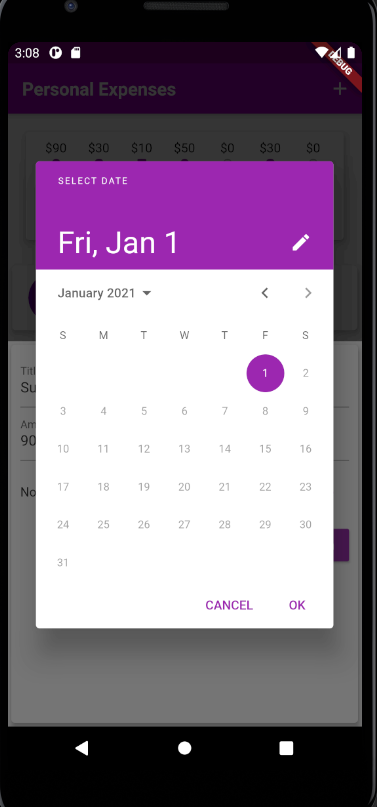 3:08
DEBUG
Personal Expenses
$90 $30 $10 $50 $0 $30 $0
SELECT DATE
Fri, Jan 1
January 2021
S M T W T F S
1 2
3 4 5 6 7 8 9
10 11 12 13 14 15 16
17 18 19 20 21 22 23
24 25 26 27 28 29 30
31
Titl
Su
Am
90
No
CANCEL OK